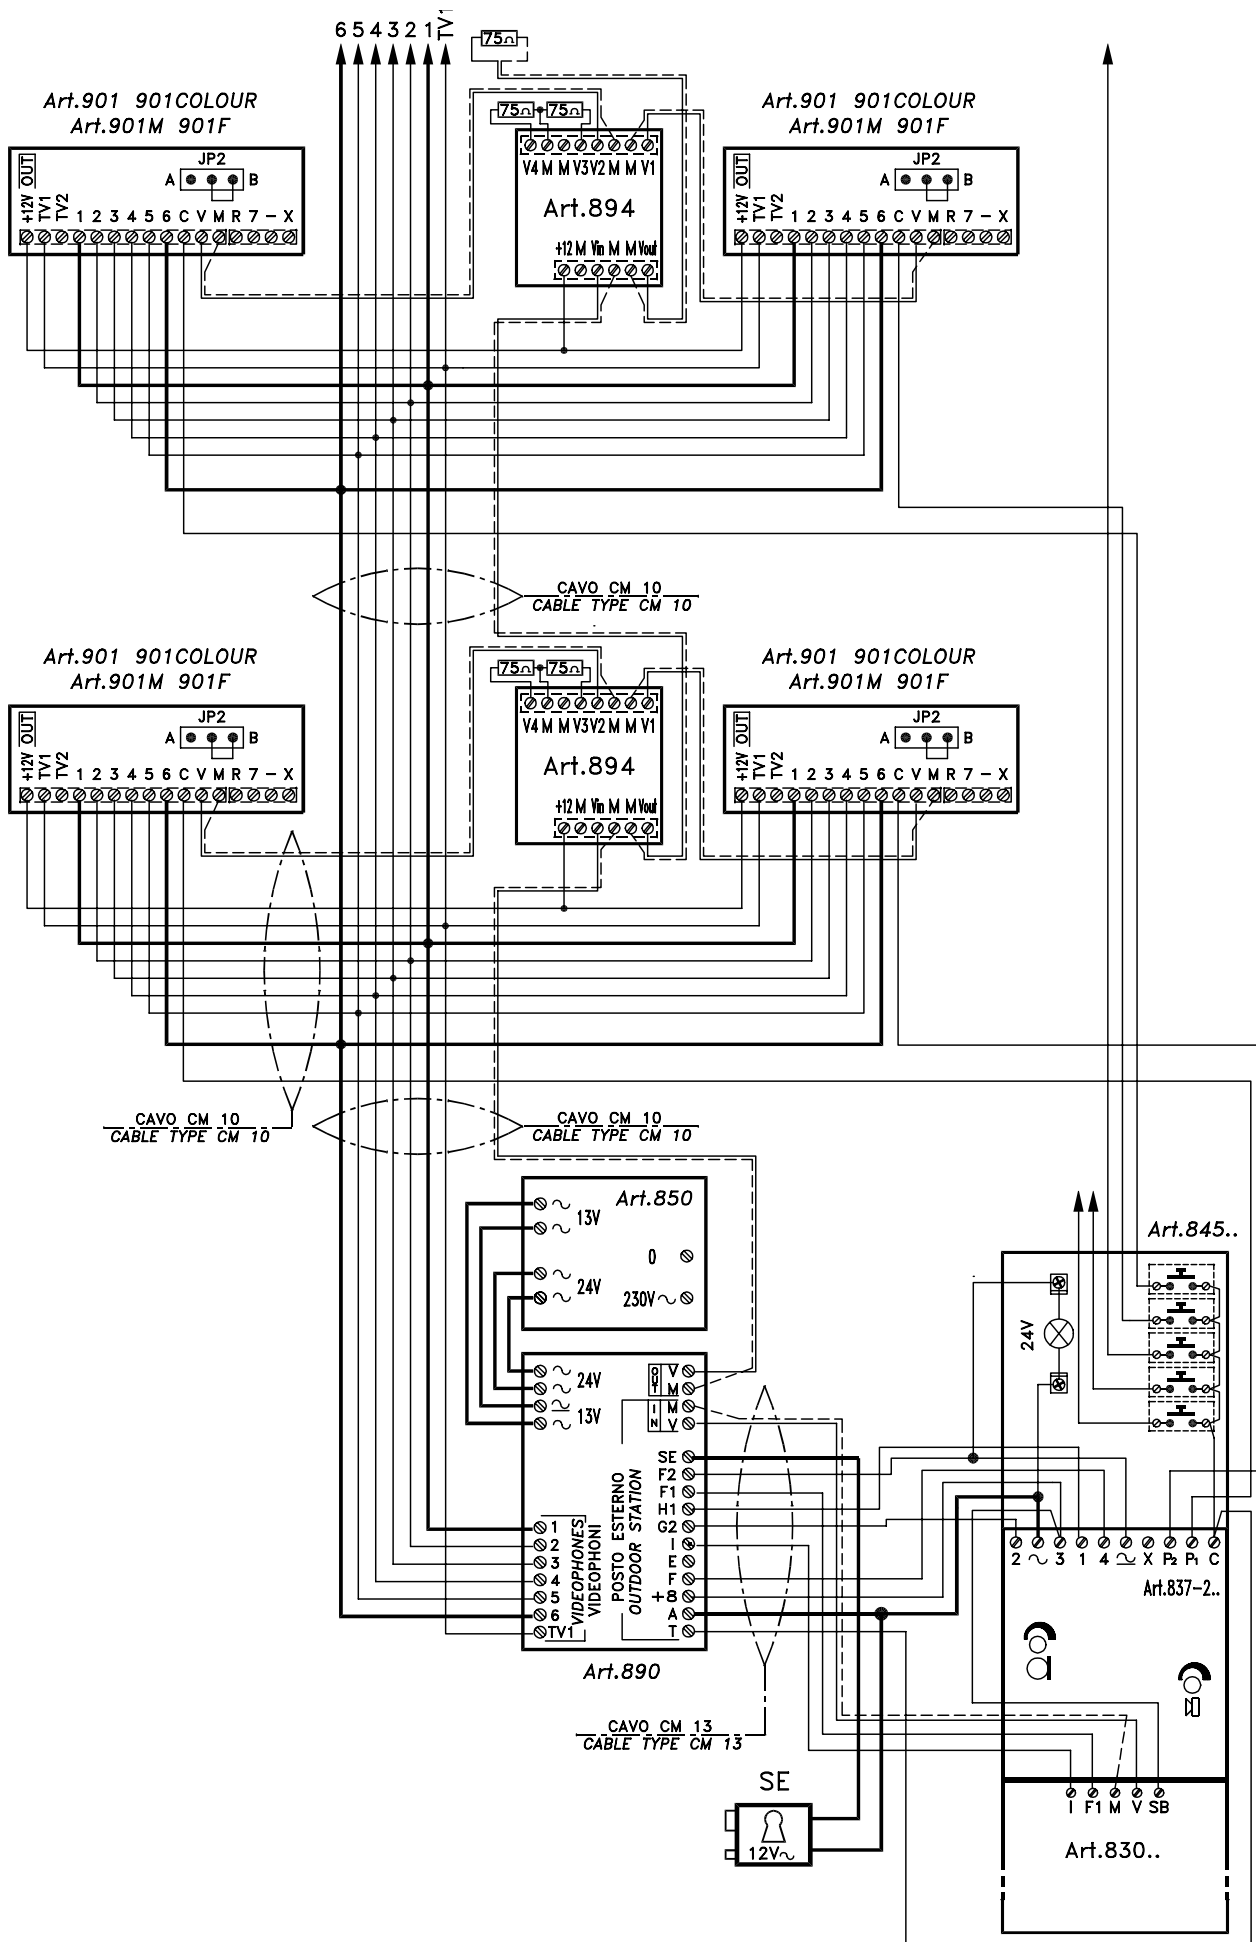 6 5 4 3 2 1 TV1
75Ω
Art.901 901COLOUR
Art.901M 901F
OUT
JP2
A B
+12V TV1 TV2 1 2 3 4 5 6 C V M R 7 - X
75Ω 75Ω
V4 M M V3 V2 M M V1
Art.894
+12 M Vin M M Vout
Art.901 901COLOUR
Art.901M 901F
OUT
JP2
A B
+12V TV1 TV2 1 2 3 4 5 6 C V M R 7 - X
CAVO CM 10
CABLE TYPE CM 10
Art.901 901COLOUR
Art.901M 901F
OUT
JP2
A B
+12V TV1 TV2 1 2 3 4 5 6 C V M R 7 - X
75Ω 75Ω
V4 M M V3 V2 M M V1
Art.894
+12 M Vin M M Vout
Art.901 901COLOUR
Art.901M 901F
OUT
JP2
A B
+12V TV1 TV2 1 2 3 4 5 6 C V M R 7 - X
CAVO CM 10
CABLE TYPE CM 10
CAVO CM 10
CABLE TYPE CM 10
Art.850
13V
0
24V
230V
24V
13V
OUT
V
M
IN
M
V
SE
F2
F1
H1
G2
I
E
F
+8
A
T
POSTO ESTERNO
OUTDOOR STATION
1
2
3
4
5
6
TV1
VIDEOPHONES
VIDEOPHONI
Art.890
CAVO CM 13
CABLE TYPE CM 13
SE
12V
Art.845..
24V
2 3 1 4 X P2 P1 C
Art.837-2..
I F1 M V SB
Art.830..